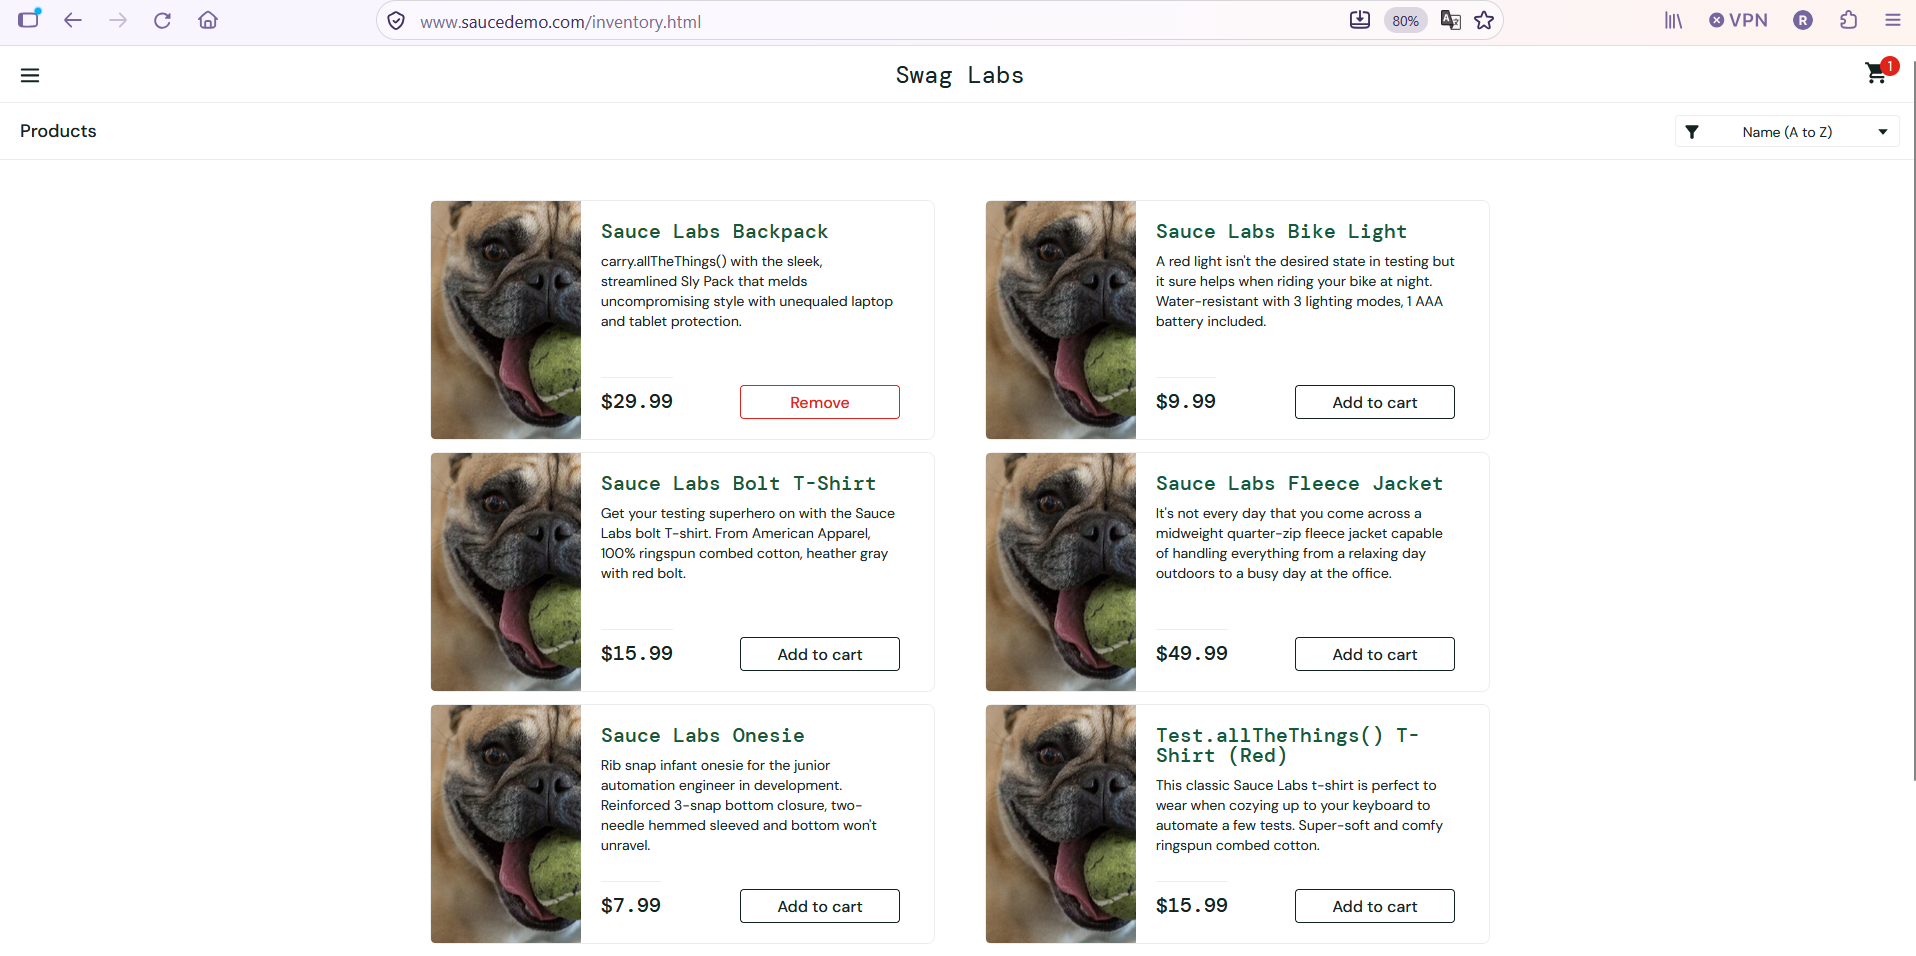 www.saucedemo.com/inventory.html
80%
VPN
R
Swag Labs
1
Products
Name (A to Z)
Sauce Labs Backpack
carry.allTheThings() with the sleek,
streamlined Sly Pack that melds
uncompromising style with unequaled laptop
and tablet protection.
$29.99
Remove
Sauce Labs Bike Light
A red light isn't the desired state in testing but
it sure helps when riding your bike at night.
Water-resistant with 3 lighting modes, 1 AAA
battery included.
$9.99
Add to cart
Sauce Labs Bolt T-Shirt
Get your testing superhero on with the Sauce
Labs bolt T-shirt. From American Apparel,
100% ringspun combed cotton, heather gray
with red bolt.
$15.99
Add to cart
Sauce Labs Fleece Jacket
It's not every day that you come across a
midweight quarter-zip fleece jacket capable
of handling everything from a relaxing day
outdoors to a busy day at the office.
$49.99
Add to cart
Sauce Labs Onesie
Rib snap infant onesie for the junior
automation engineer in development.
Reinforced 3-snap bottom closure, two-
needle hemmed sleeved and bottom won't
unravel.
$7.99
Add to cart
Test.allTheThings() T-
Shirt (Red)
This classic Sauce Labs t-shirt is perfect to
wear when cozying up to your keyboard to
automate a few tests. Super-soft and comfy
ringspun combed cotton.
$15.99
Add to cart